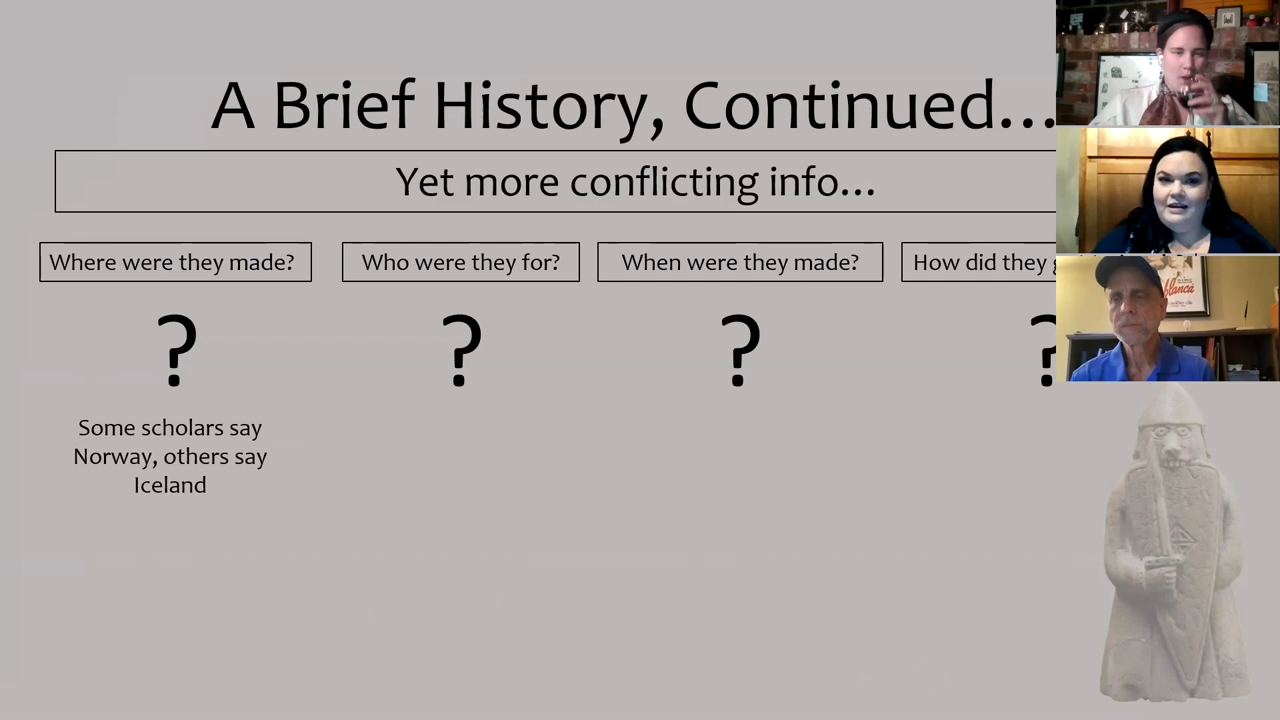 A Brief History, Continued...
Yet more conflicting info...
Where were they made?
Who were they for?
When were they made?
How did they
?
?
?
?
Some scholars say
Norway, others say
Iceland
blanca